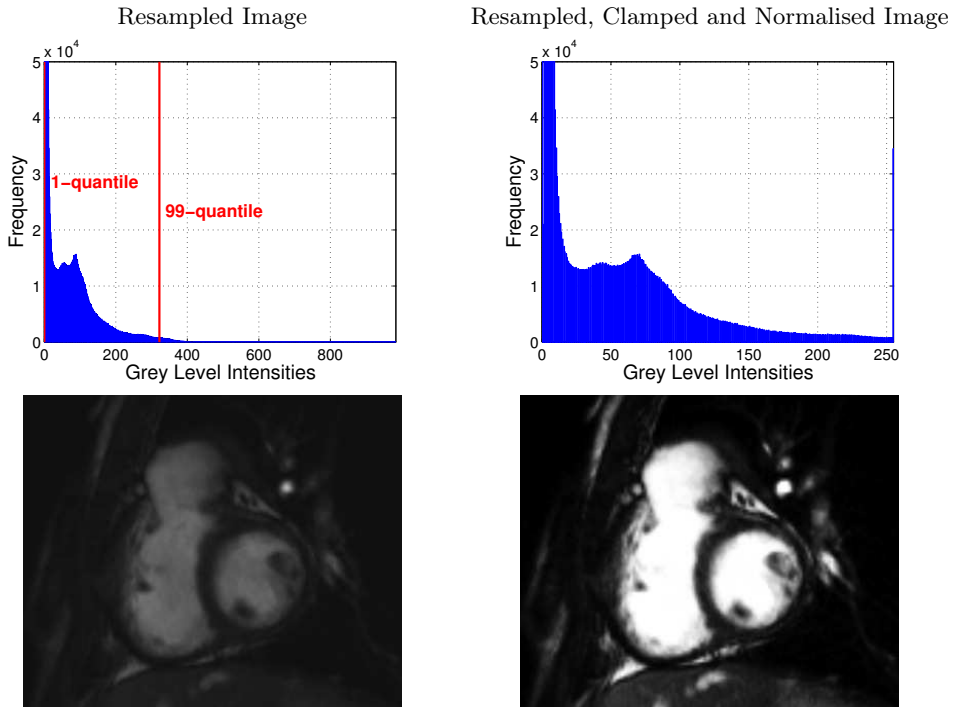 Resampled Image
Resampled, Clamped and Normalised Image
x 10^4
5
4
3
2
1
0
Frequency
1−quantile
99−quantile
0 200 400 600 800
Grey Level Intensities
x 10^4
5
4
3
2
1
0
Frequency
0 50 100 150 200 250
Grey Level Intensities